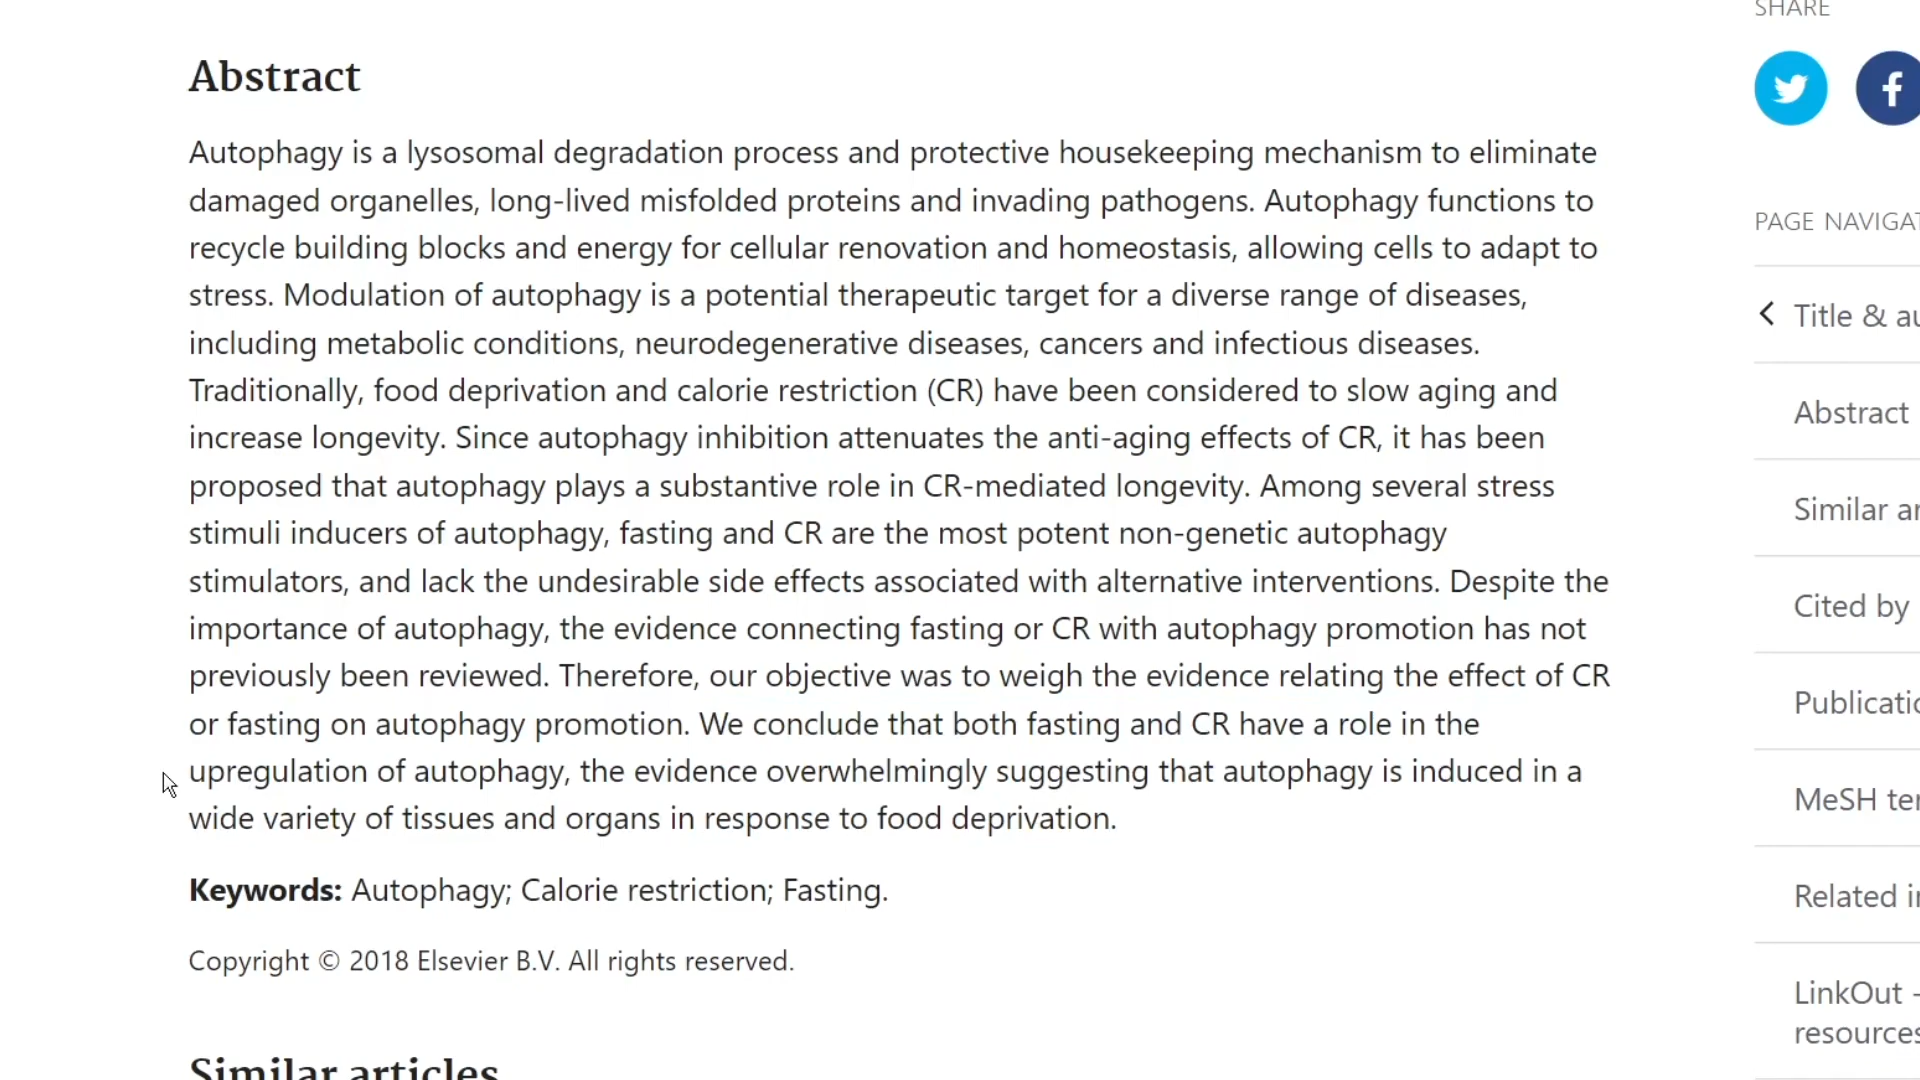 SHARE
Abstract
Autophagy is a lysosomal degradation process and protective housekeeping mechanism to eliminate
damaged organelles, long-lived misfolded proteins and invading pathogens. Autophagy functions to
recycle building blocks and energy for cellular renovation and homeostasis, allowing cells to adapt to
stress. Modulation of autophagy is a potential therapeutic target for a diverse range of diseases,
including metabolic conditions, neurodegenerative diseases, cancers and infectious diseases.
Traditionally, food deprivation and calorie restriction (CR) have been considered to slow aging and
increase longevity. Since autophagy inhibition attenuates the anti-aging effects of CR, it has been
proposed that autophagy plays a substantive role in CR-mediated longevity. Among several stress
stimuli inducers of autophagy, fasting and CR are the most potent non-genetic autophagy
stimulators, and lack the undesirable side effects associated with alternative interventions. Despite the
importance of autophagy, the evidence connecting fasting or CR with autophagy promotion has not
previously been reviewed. Therefore, our objective was to weigh the evidence relating the effect of CR
or fasting on autophagy promotion. We conclude that both fasting and CR have a role in the
upregulation of autophagy, the evidence overwhelmingly suggesting that autophagy is induced in a
wide variety of tissues and organs in response to food deprivation.
Keywords: Autophagy; Calorie restriction; Fasting.
Copyright © 2018 Elsevier B.V. All rights reserved.
Similar articles
PAGE NAVIGAT
Title & au
Abstract
Similar ar
Cited by
Publicatio
MeSH ter
Related in
LinkOut -
resources